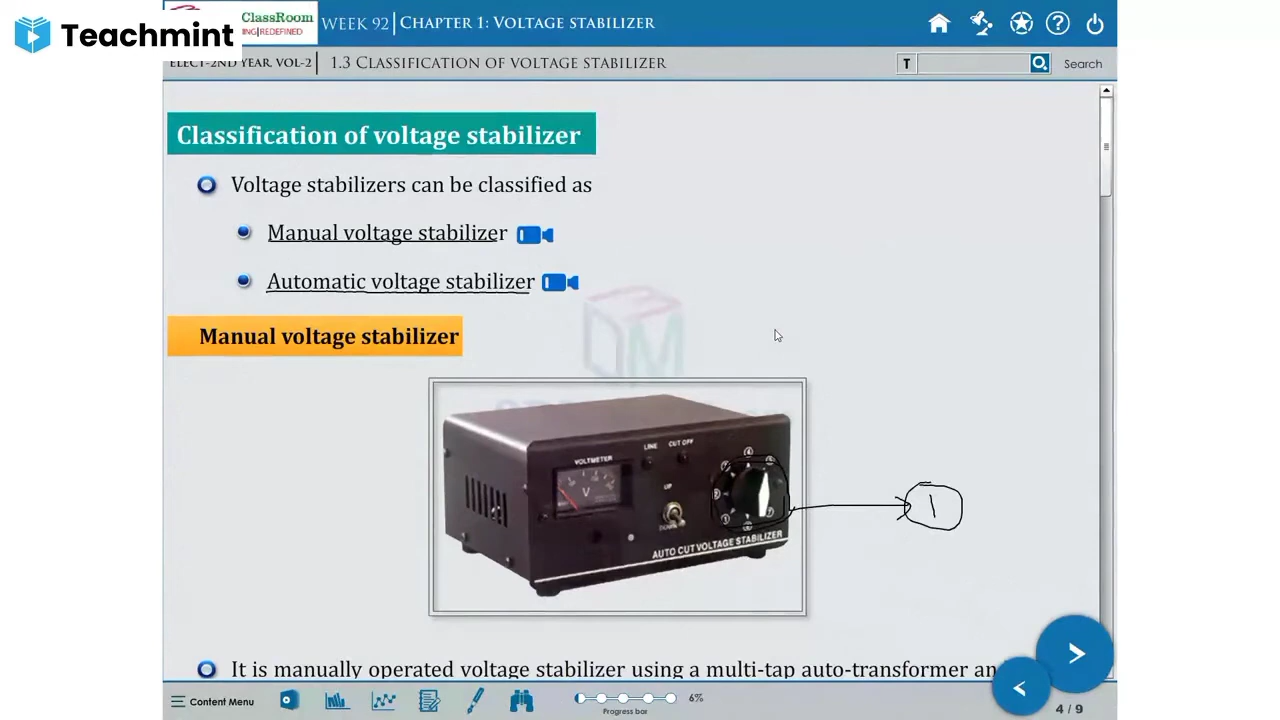 Teachmint
ClassRoom
ING|REDEFINED
WEEK 92
CHAPTER 1: VOLTAGE STABILIZER
ELECT-2ND YEAR, VOL-2
1.3 CLASSIFICATION OF VOLTAGE STABILIZER
T
Search
Classification of voltage stabilizer
Voltage stabilizers can be classified as
Manual voltage stabilizer
Automatic voltage stabilizer
Manual voltage stabilizer
VOLTMETER
V
LINE
CUT OFF
UP
DOWN
AUTO CUT VOLTAGE STABILIZER
1
It is manually operated voltage stabilizer using a multi-tap auto-transformer an
Content Menu
Progress bar
6%
4 / 9